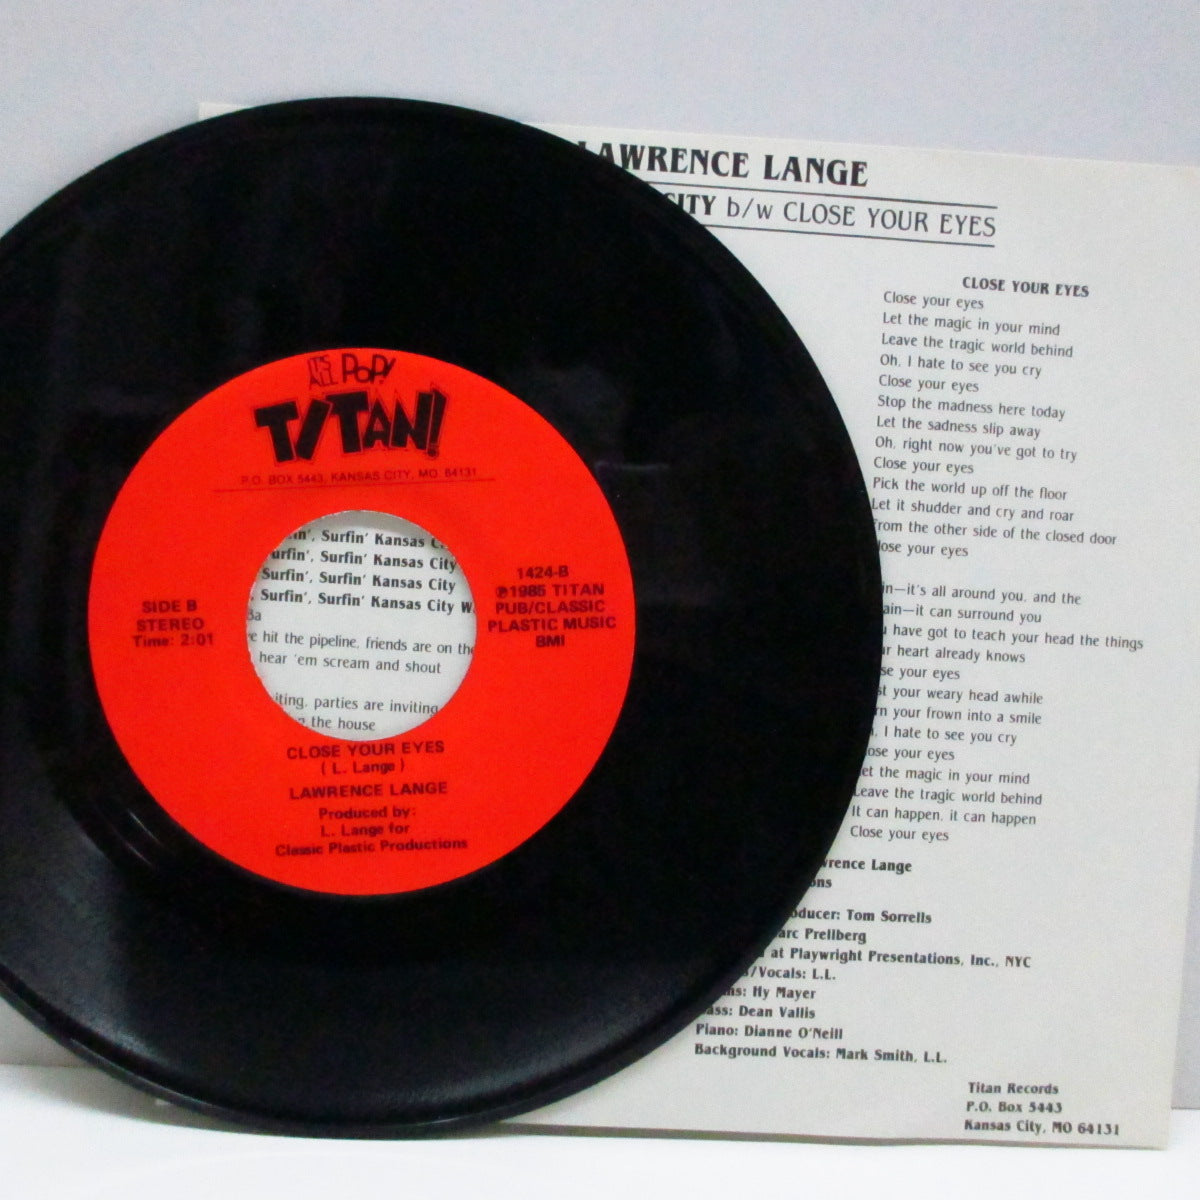 IT'S ALL POP!
TITAN!
P.O. BOX 5443, KANSAS CITY, MO 64131
SIDE B
STEREO
Time: 2:01
1424-B
℗1985 TITAN
PUB/CLASSIC
PLASTIC MUSIC
BMI
CLOSE YOUR EYES
( L. Lange )
LAWRENCE LANGE
Produced by:
L. Lange for
Classic Plastic Productions
Surfin' Kansas
Surfin' Kansas City
Surfin', Surfin' Kansas City
Surfin', Surfin' Kansas City
hit the pipeline, friends are on
hear 'em scream and shout
parties are inviting
the house
LAWRENCE LANGE
CITY b/w CLOSE YOUR EYES
CLOSE YOUR EYES
Close your eyes
Let the magic in your mind
Leave the tragic world behind
Oh, I hate to see you cry
Close your eyes
Stop the madness here today
Let the sadness slip away
Oh, right now you've got to try
Close your eyes
Pick the world up off the floor
Let it shudder and cry and roar
From the other side of the closed door
lose your eyes
in—it's all around you, and the
ain—it can surround you
have got to teach your head the things
r heart already knows
se your eyes
your weary head awhile
rn your frown into a smile
I hate to see you cry
ose your eyes
et the magic in your mind
Leave the tragic world behind
It can happen, it can happen
Close your eyes
wrence Lange
ons
oducer: Tom Sorrells
arc Prellberg
at Playwright Presentations, Inc., NYC
/Vocals: L.L.
ms: Hy Mayer
ass: Dean Vallis
Piano: Dianne O'Neill
Background Vocals: Mark Smith, L.L.
Titan Records
P.O. Box 5443
Kansas City, MO 64131